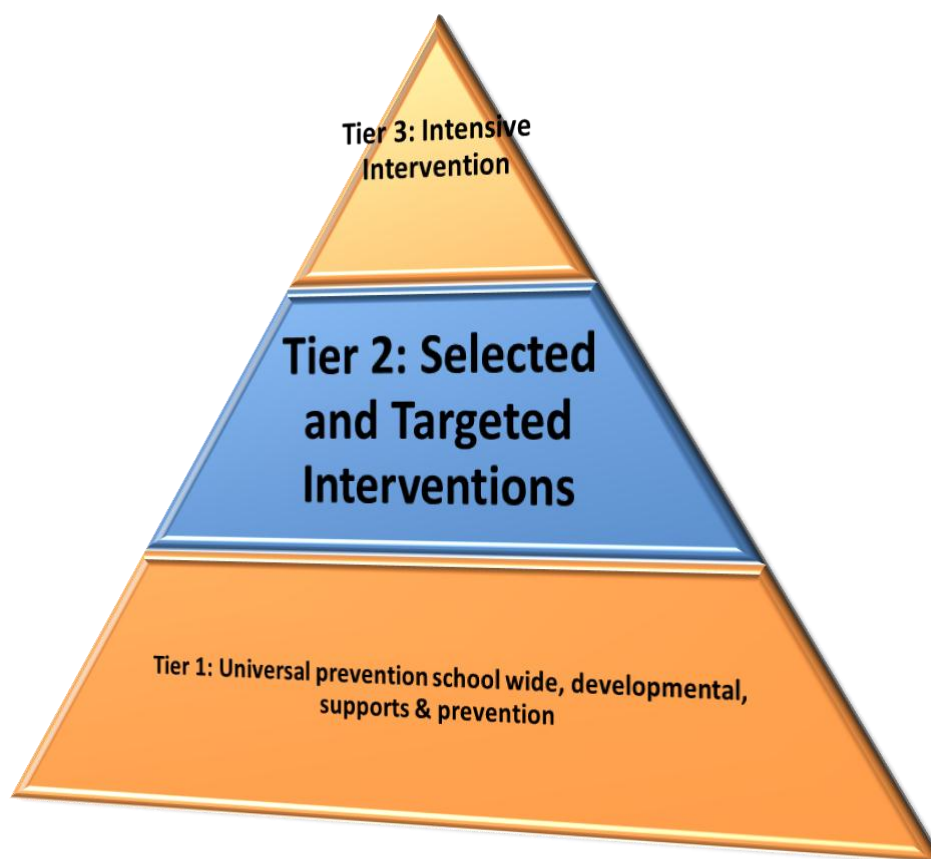 Tier 3: Intensive
Intervention
Tier 2: Selected
and Targeted
Interventions
Tier 1: Universal prevention school wide, developmental,
supports & prevention